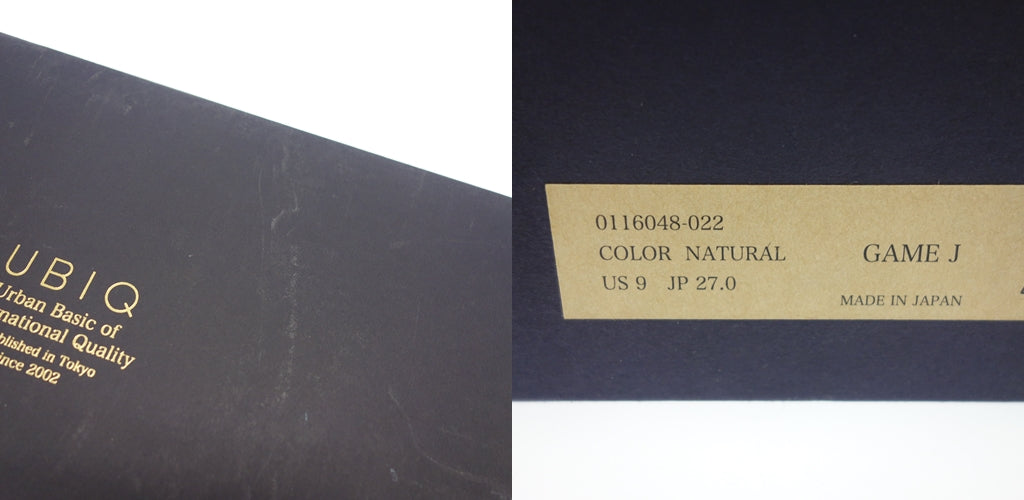 UBIQ
Urban Basic of
national Quality
blished in Tokyo
ince 2002
0116048-022
COLOR NATURAL
US 9 JP 27.0
GAME J
MADE IN JAPAN